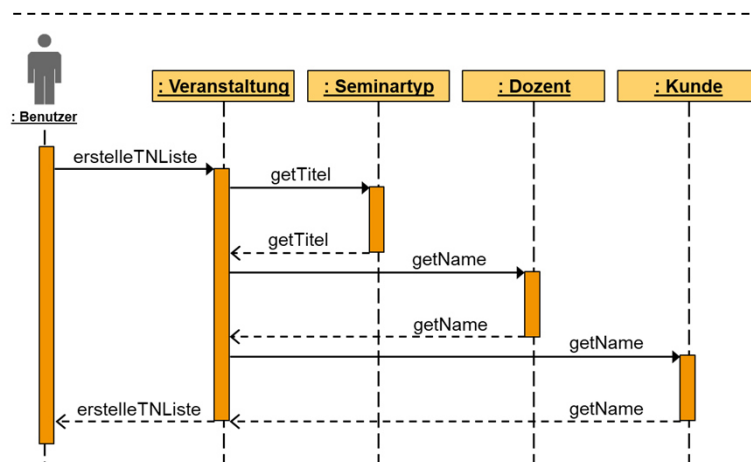 : Benutzer
: Veranstaltung
: Seminartyp
: Dozent
: Kunde
erstelleTNListe
getTitel
getTitel
getName
getName
getName
erstelleTNListe
getName